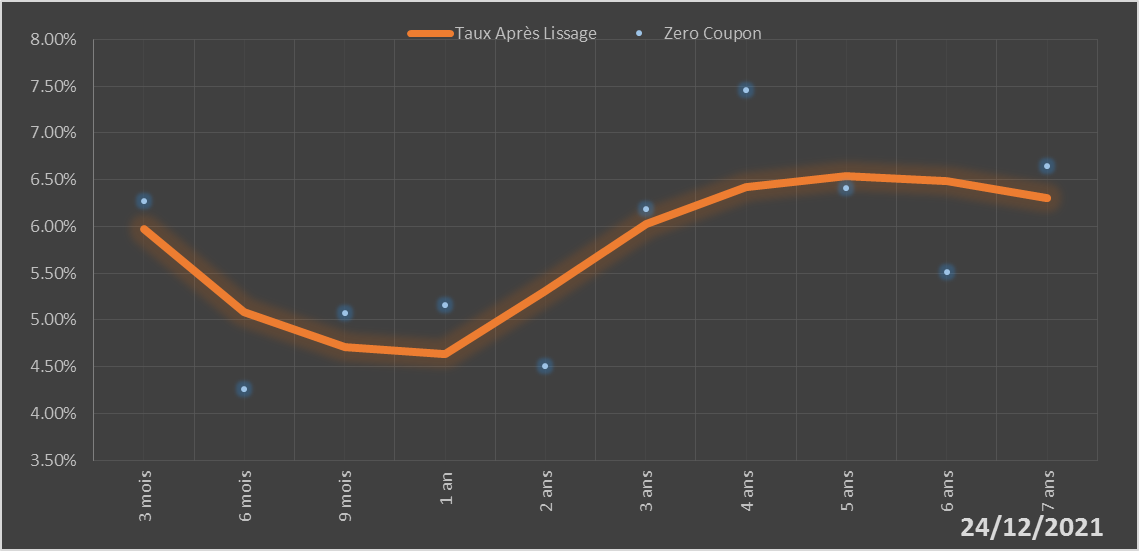 Taux Après Lissage
Zero Coupon
8.00%
7.50%
7.00%
6.50%
6.00%
5.50%
5.00%
4.50%
4.00%
3.50%
3 mois
6 mois
9 mois
1 an
2 ans
3 ans
4 ans
5 ans
6 ans
7 ans
24/12/2021